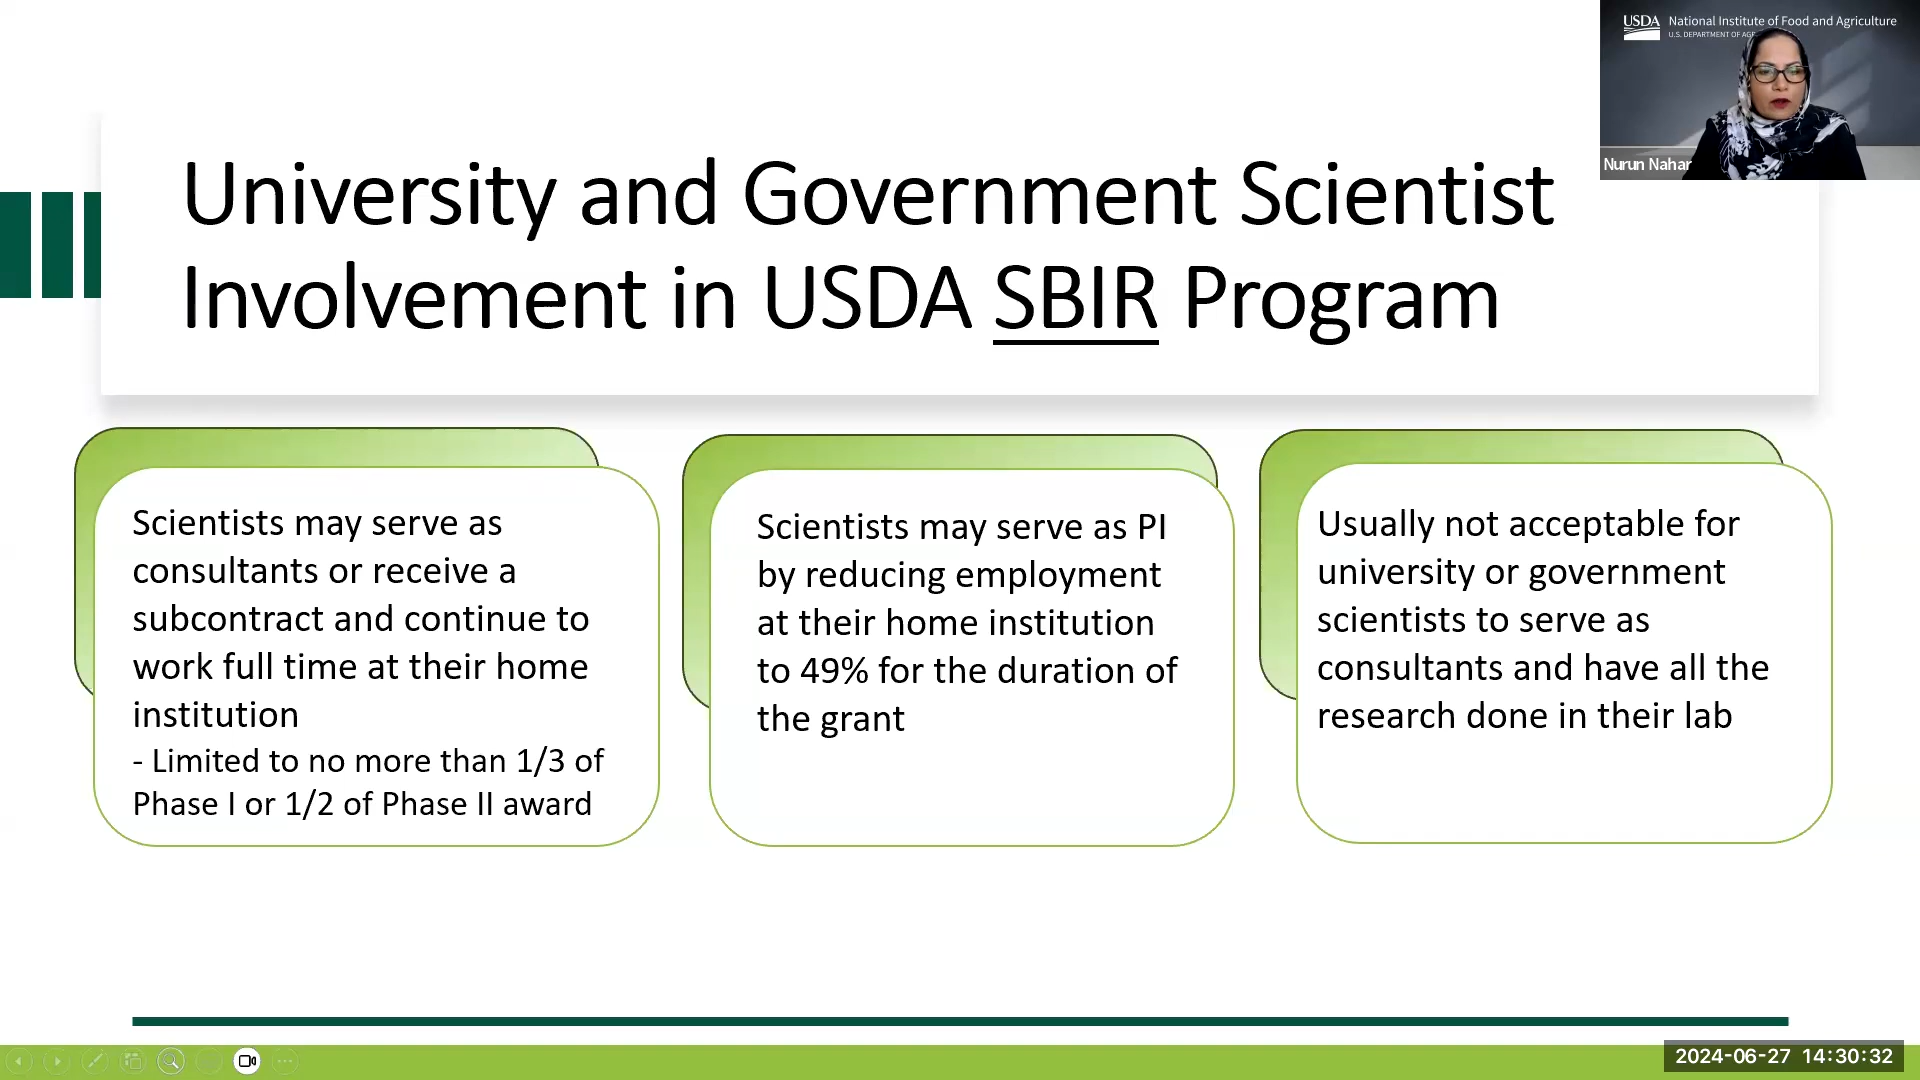 USDA National Institute of Food and Agriculture
U.S. DEPARTMENT OF
Nurun Nahar
University and Government Scientist
Involvement in USDA SBIR Program
Scientists may serve as
consultants or receive a
subcontract and continue to
work full time at their home
institution
- Limited to no more than 1/3 of
Phase I or 1/2 of Phase II award
Scientists may serve as PI
by reducing employment
at their home institution
to 49% for the duration of
the grant
Usually not acceptable for
university or government
scientists to serve as
consultants and have all the
research done in their lab
2024-06-27 14:30:32